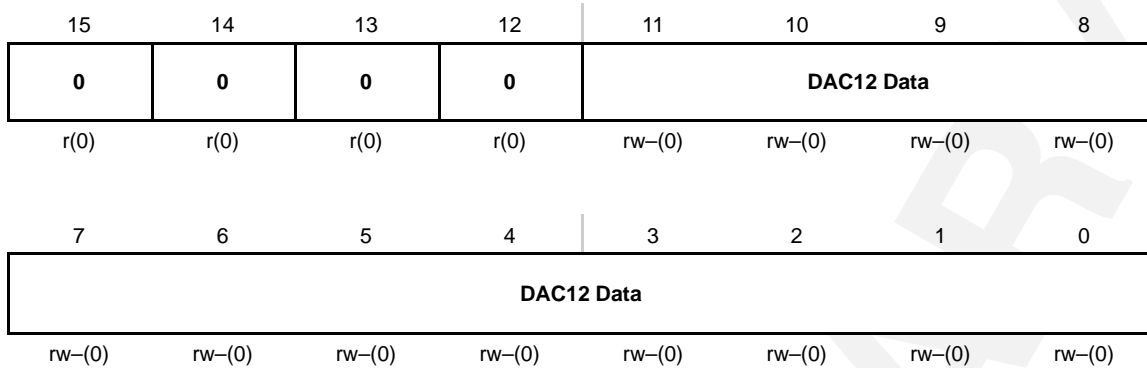 15 14 13 12 11 10 9 8
0 0 0 0 DAC12 Data
r(0) r(0) r(0) r(0) rw–(0) rw–(0) rw–(0) rw–(0)
7 6 5 4 3 2 1 0
DAC12 Data
rw–(0) rw–(0) rw–(0) rw–(0) rw–(0) rw–(0) rw–(0) rw–(0)